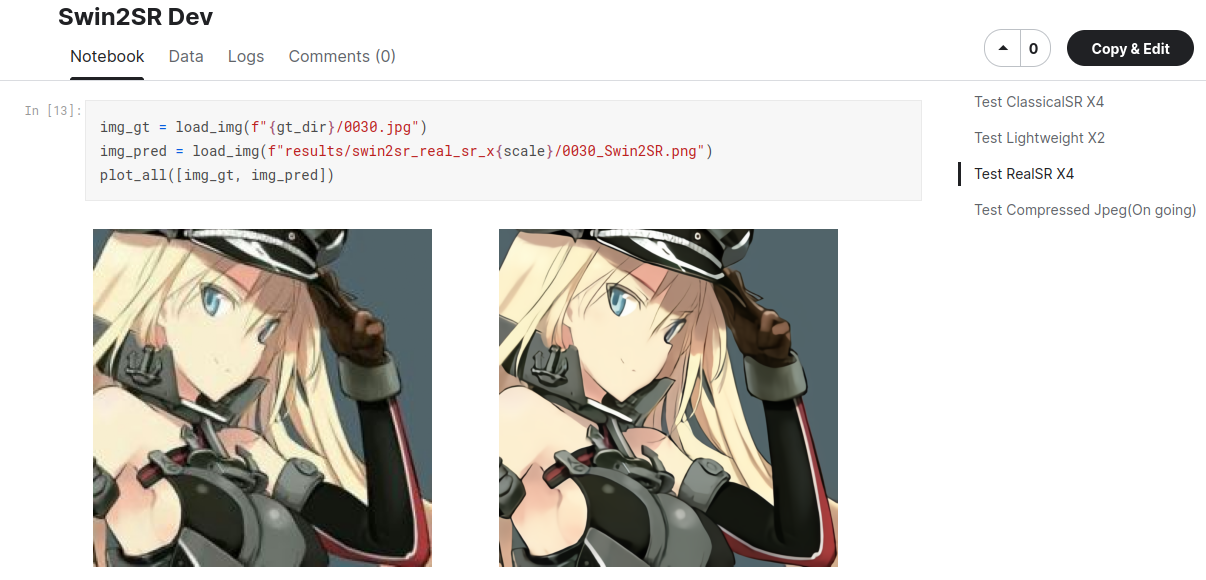 Swin2SR Dev
Notebook Data Logs Comments (0)
0 Copy & Edit
In [13]:
img_gt = load_img(f"{gt_dir}/0030.jpg")
img_pred = load_img(f"results/swin2sr_real_sr_x{scale}/0030_Swin2SR.png")
plot_all([img_gt, img_pred])
Test ClassicalSR X4
Test Lightweight X2
Test RealSR X4
Test Compressed Jpeg(On going)